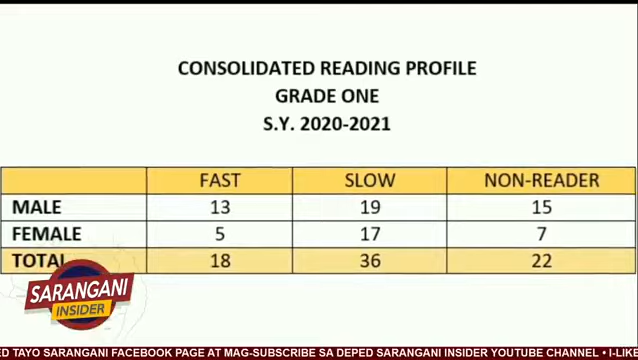 CONSOLIDATED READING PROFILE
GRADE ONE
S.Y. 2020-2021
FAST SLOW NON-READER
MALE 13 19 15
FEMALE 5 17 7
TOTAL 18 36 22
SARANGANI
INSIDER
ED TAYO SARANGANI FACEBOOK PAGE AT MAG-SUBSCRIBE SA DEPED SARANGANI INSIDER YOUTUBE CHANNEL • I-LIKE